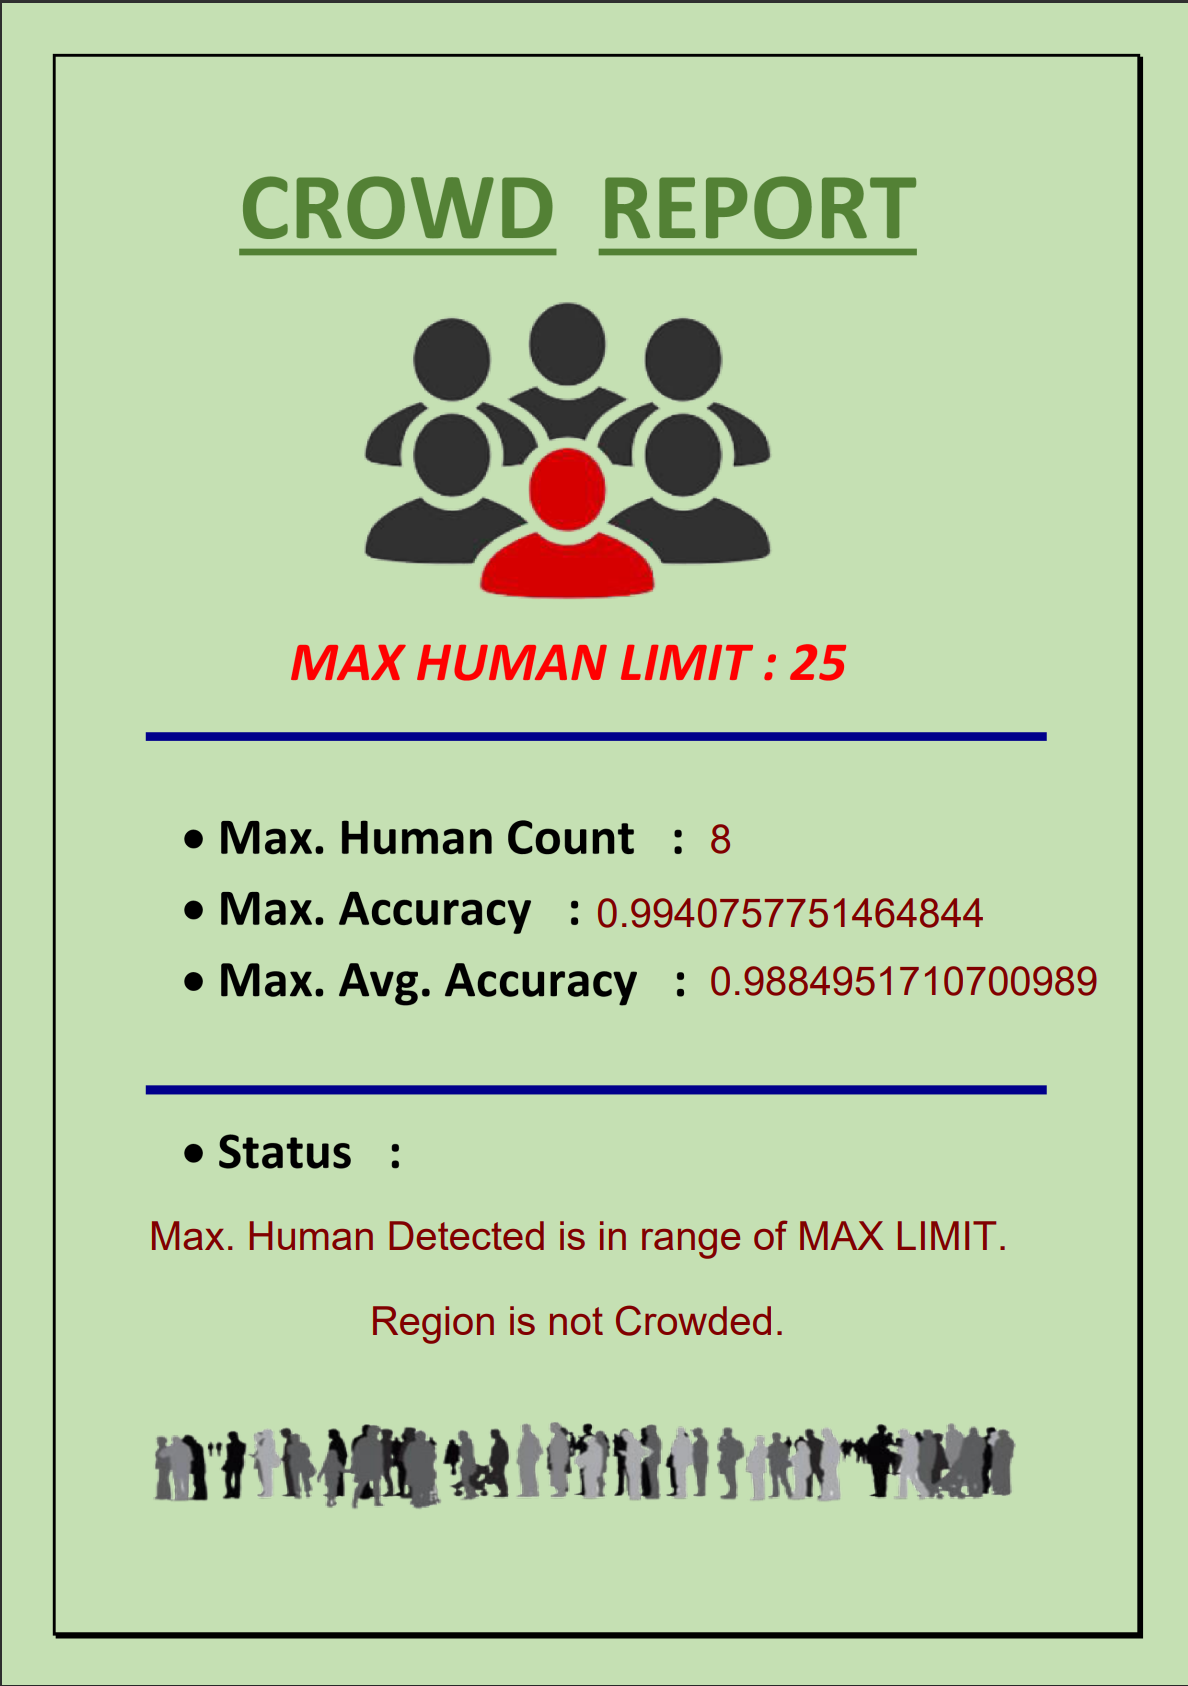 CROWD REPORT
MAX HUMAN LIMIT : 25
• Max. Human Count : 8
• Max. Accuracy : 0.9940757751464844
• Max. Avg. Accuracy : 0.9884951710700989
• Status :
Max. Human Detected is in range of MAX LIMIT.
Region is not Crowded.